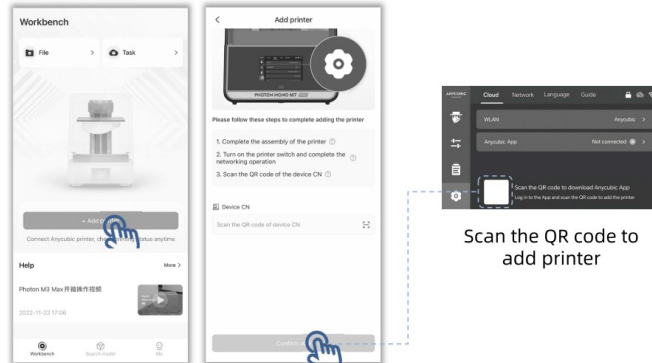 Workbench
File >
Task >
+ Add
Connect Anycubic printer, status anytime
Help
More >
Photon M3 Max开箱操作视频
2022-11-22 17:06
Workbench
Search model
Me
< Add printer
PHOTON MONO M7
Please follow these steps to complete adding the printer
1. Complete the assembly of the printer ?
2. Turn on the printer switch and complete the
networking operation ?
3. Scan the QR code of the device CN ?
Device CN
Scan the QR code of device CN
Confirm
ANYCUBIC
Cloud Network Language Guide
WLAN
Anycubic >
Anycubic App
Not connected >
Scan the QR code to download Anycubic App
Log in to the App and scan the QR code to add the printer
Scan the QR code to
add printer